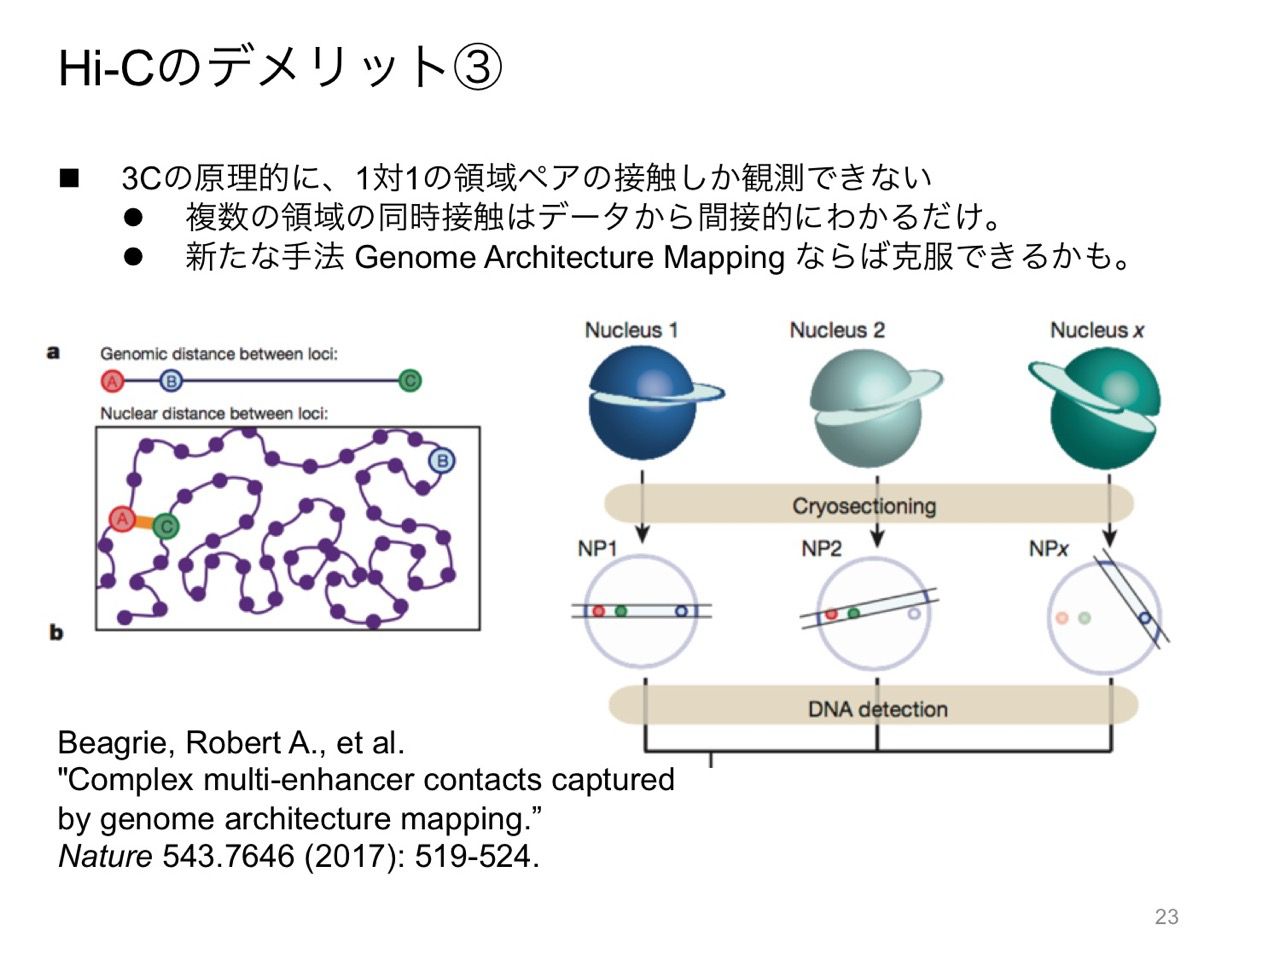 Hi-Cのデメリット③
■ 3Cの原理的に、1対1の領域ペアの接触しか観測できない
● 複数の領域の同時接触はデータから間接的にわかるだけ。
● 新たな手法 Genome Architecture Mapping ならば克服できるかも。
a
Genomic distance between loci:
A B C
Nuclear distance between loci:
B
A C
b
Nucleus 1 Nucleus 2 Nucleus x
Cryosectioning
NP1 NP2 NPx
DNA detection
Beagrie, Robert A., et al.
"Complex multi-enhancer contacts captured
by genome architecture mapping.”
Nature 543.7646 (2017): 519-524.
23